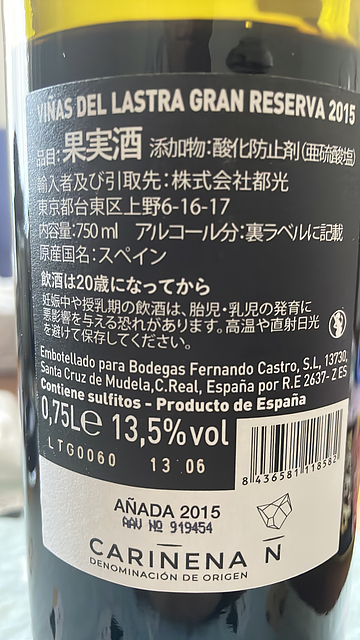 VIÑAS DEL LASTRA GRAN RESERVA 2015
品目:果実酒 添加物:酸化防止剤(亜硫酸塩)
輸入者及び引取先:株式会社都光
東京都台東区上野6-16-17
内容量:750ml アルコール分:裏ラベルに記載
原産国名:スペイン
飲酒は20歳になってから
妊娠中や授乳期の飲酒は、胎児・乳児の発育に
悪影響を与える恐れがあります。高温や直射日光
を避けて保存してください。
Embotellado para Bodegas Fernando Castro, S.L, 13730,
Santa Cruz de Mudela,C.Real, España por R.E 2637-Z ES
Contiene sulfitos - Producto de España
0,75L℮ 13,5%vol
LTG0060 13 06
8 436581 118582
AÑADA 2015
AAV Nº 919454
CARIÑENA
DENOMINACIÓN DE ORIGEN
N